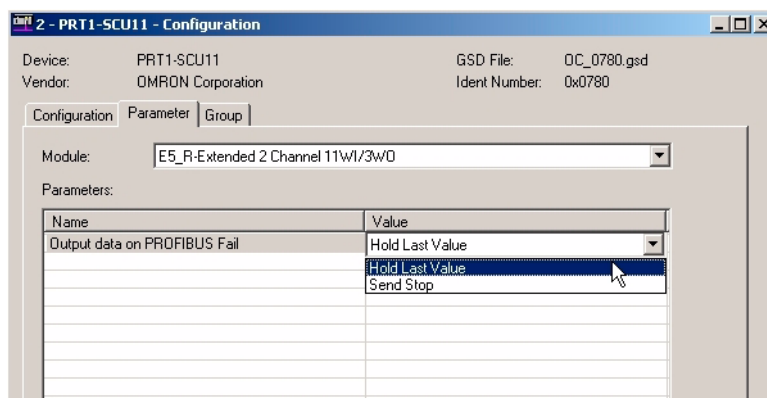 2 - PRT1-SCU11 - Configuration
Device: PRT1-SCU11 GSD File: OC_0780.gsd
Vendor: OMRON Corporation Ident Number: 0x0780
Configuration Parameter Group
Module: E5_R-Extended 2 Channel 11WI/3WO
Parameters:
Name Value
Output data on PROFIBUS Fail Hold Last Value
Hold Last Value
Send Stop